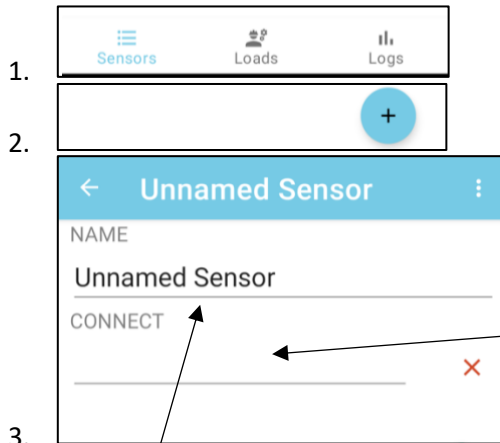 Sensors Loads Logs
1.
+
2.
Unnamed Sensor
NAME
Unnamed Sensor
CONNECT
3.